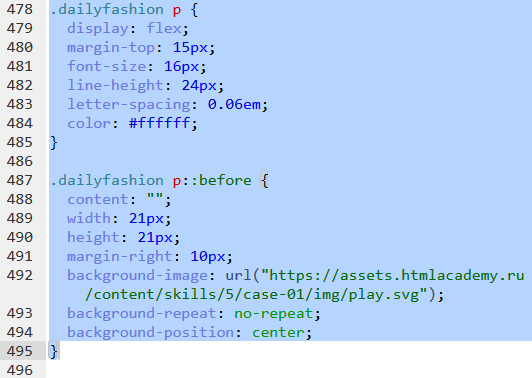 478 .dailyfashion p {
479   display: flex;
480   margin-top: 15px;
481   font-size: 16px;
482   line-height: 24px;
483   letter-spacing: 0.06em;
484   color: #ffffff;
485 }
486
487 .dailyfashion p::before {
488   content: "";
489   width: 21px;
490   height: 21px;
491   margin-right: 10px;
492   background-image: url("https://assets.htmlacademy.ru
/content/skills/5/case-01/img/play.svg");
493   background-repeat: no-repeat;
494   background-position: center;
495 }
496